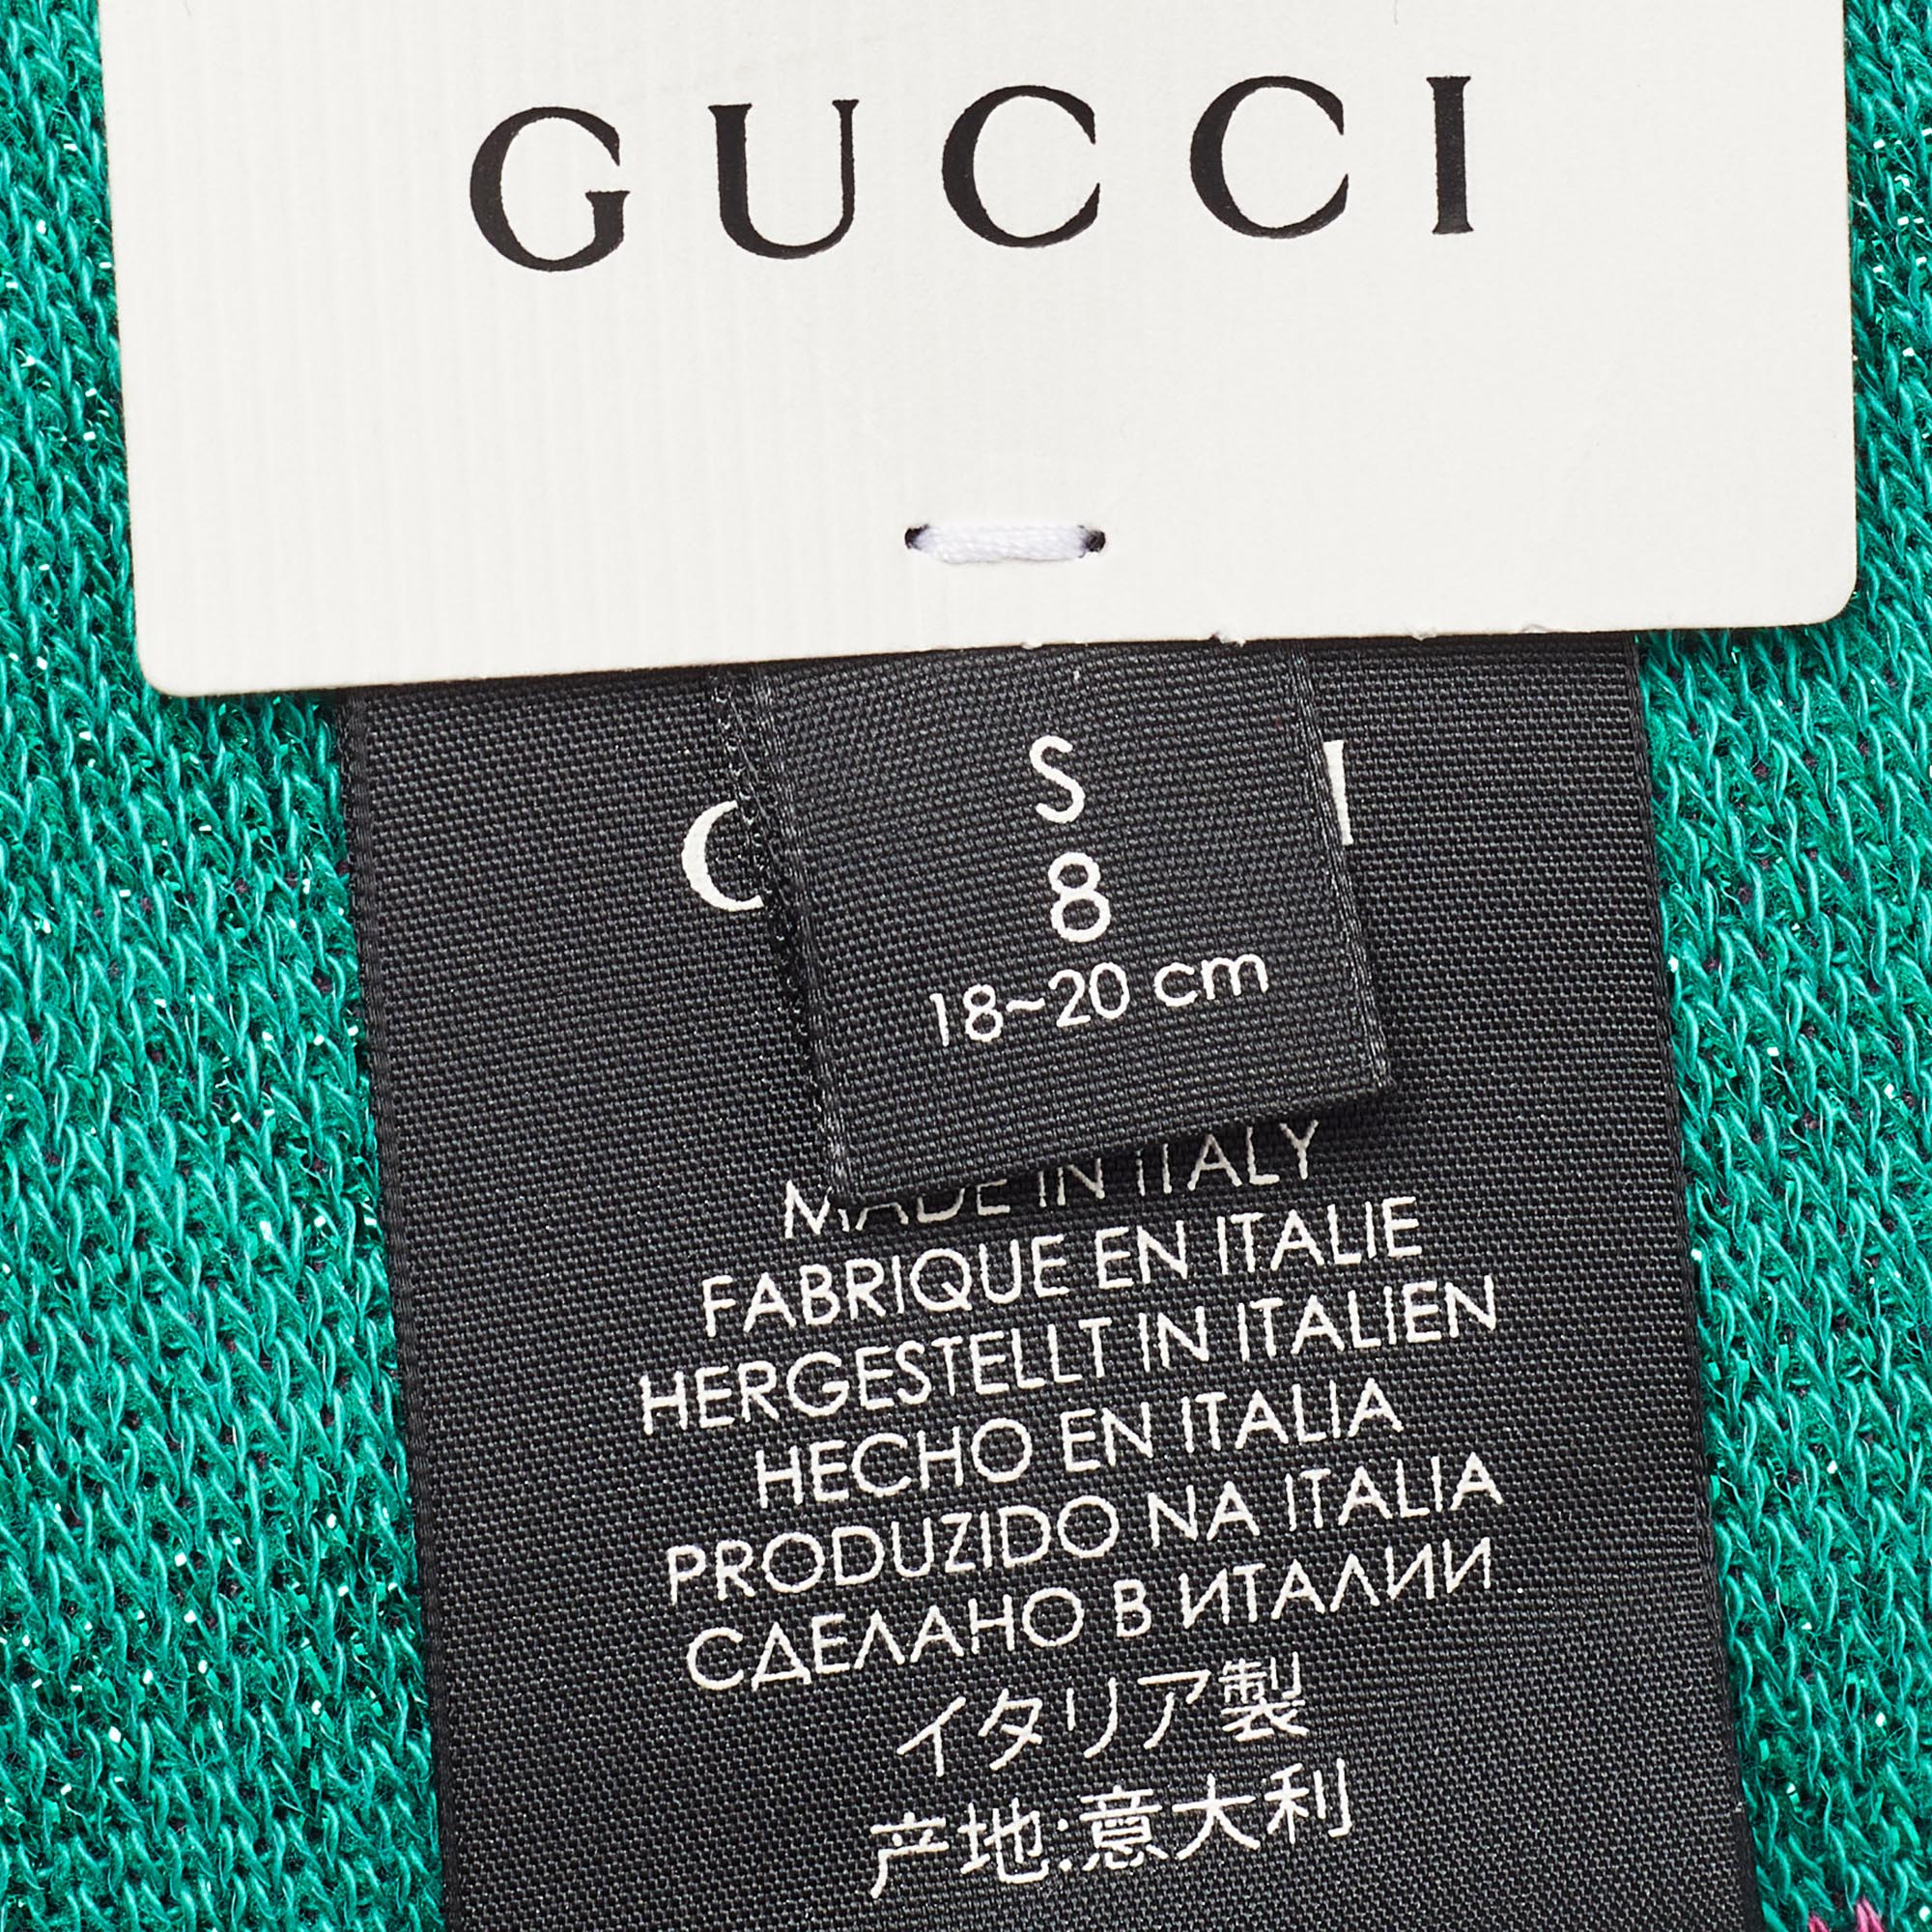 GUCCI
S
8
18~20 cm
MADE IN ITALY
FABRIQUE EN ITALIE
HERGESTELLT IN ITALIEN
HECHO EN ITALIA
PRODUZIDO NA ITALIA
СДЕЛАНО В ИТАЛИИ
イタリア製
产地:意大利